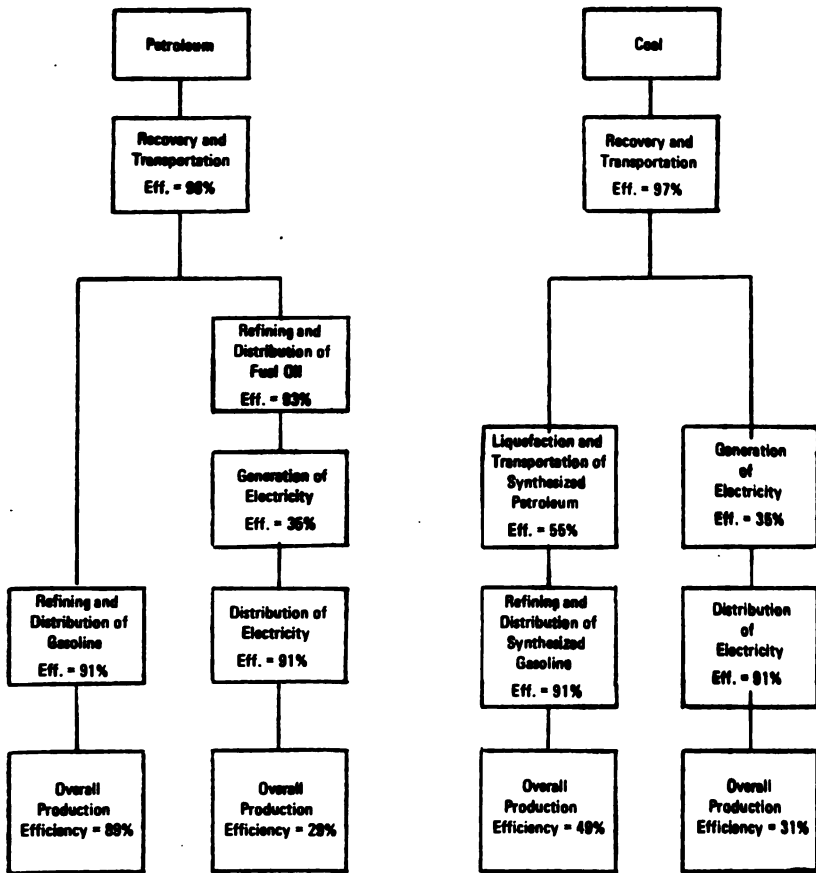 Petroleum
Recovery and
Transportation
Eff. = 98%
Refining and
Distribution of
Fuel Oil
Eff. = 93%
Generation of
Electricity
Eff. = 35%
Refining and
Distribution of
Gasoline
Eff. = 91%
Distribution of
Electricity
Eff. = 91%
Overall
Production
Efficiency = 89%
Overall
Production
Efficiency = 29%
Coal
Recovery and
Transportation
Eff. = 97%
Liquefaction and
Transportation of
Synthesized
Petroleum
Eff. = 55%
Generation
of
Electricity
Eff. = 35%
Refining and
Distribution of
Synthesized
Gasoline
Eff. = 91%
Distribution
of
Electricity
Eff. = 91%
Overall
Production
Efficiency = 49%
Overall
Production
Efficiency = 31%